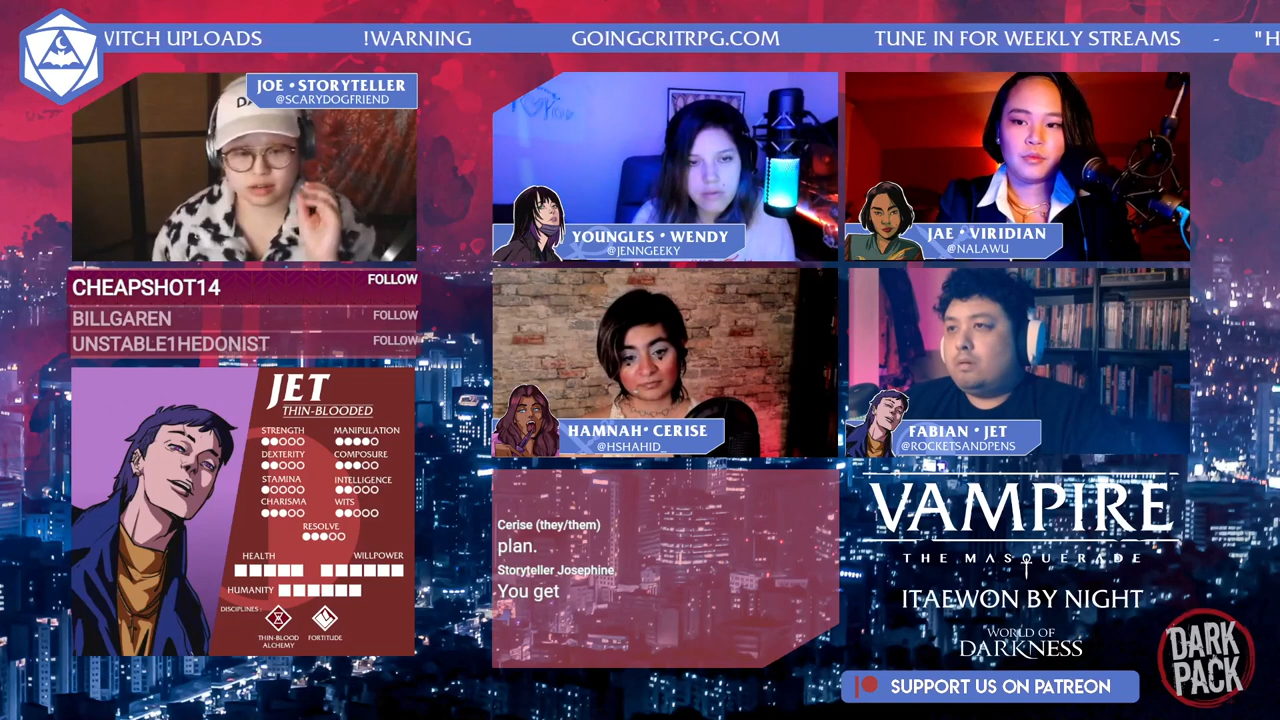 WITCH UPLOADS
!WARNING
GOINGCRITRPG.COM
TUNE IN FOR WEEKLY STREAMS - "H
JOE • STORYTELLER
@SCARYDOGFRIEND
YOUNGLES • WENDY
@JENNGEEKY
JAE • VIRIDIAN
@NALAWU
CHEAPSHOT14 FOLLOW
BILLGAREN FOLLOW
UNSTABLE1HEDONIST FOLLOW
HAMNAH • CERISE
@HSHAHID_
FABIAN • JET
@ROCKETSANDPENS
JET
THIN-BLOODED
STRENGTH MANIPULATION
DEXTERITY COMPOSURE
STAMINA INTELLIGENCE
CHARISMA WITS
RESOLVE
HEALTH WILLPOWER
HUMANITY
DISCIPLINES :
THIN-BLOOD
ALCHEMY
FORTITUDE
Cerise (they/them)
plan.
Storyteller Josephine
You get
VAMPIRE
THE MASQUERADE
ITAEWON BY NIGHT
WORLD OF
DARKNESS
DARK
PACK
SUPPORT US ON PATREON